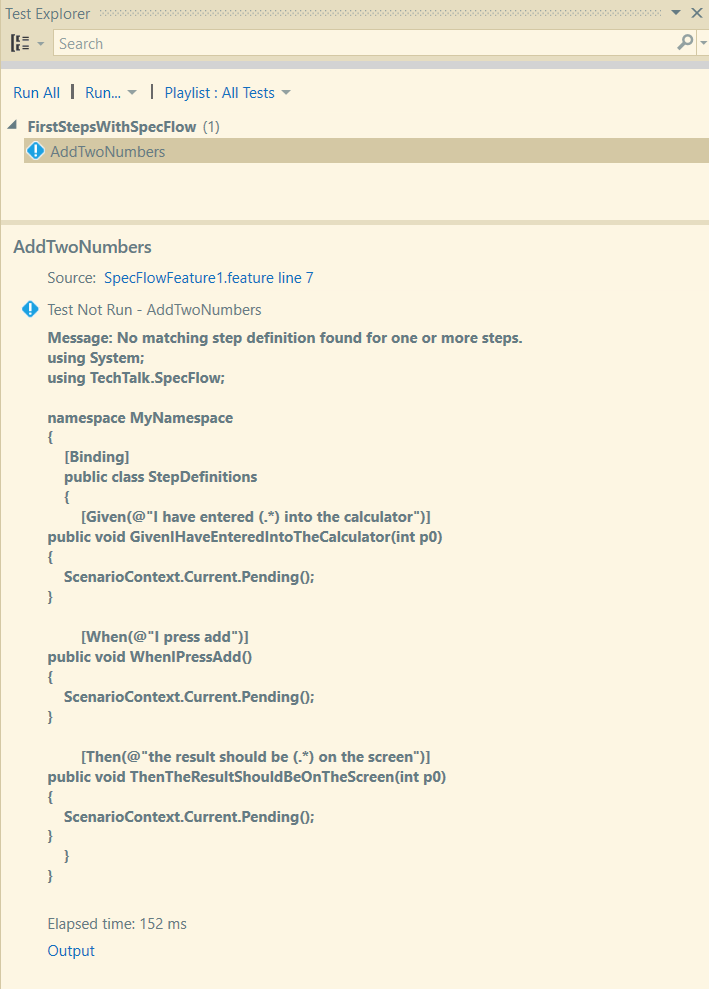 Test Explorer
Search
Run All | Run... | Playlist : All Tests
FirstStepsWithSpecFlow (1)
AddTwoNumbers
AddTwoNumbers
Source: SpecFlowFeature1.feature line 7
Test Not Run - AddTwoNumbers
Message: No matching step definition found for one or more steps.
using System;
using TechTalk.SpecFlow;
namespace MyNamespace
{
[Binding]
public class StepDefinitions
{
[Given(@"I have entered (.*) into the calculator")]
public void GivenIHaveEnteredIntoTheCalculator(int p0)
{
ScenarioContext.Current.Pending();
}
[When(@"I press add")]
public void WhenIPressAdd()
{
ScenarioContext.Current.Pending();
}
[Then(@"the result should be (.*) on the screen")]
public void ThenTheResultShouldBeOnTheScreen(int p0)
{
ScenarioContext.Current.Pending();
}
}
}
Elapsed time: 152 ms
Output